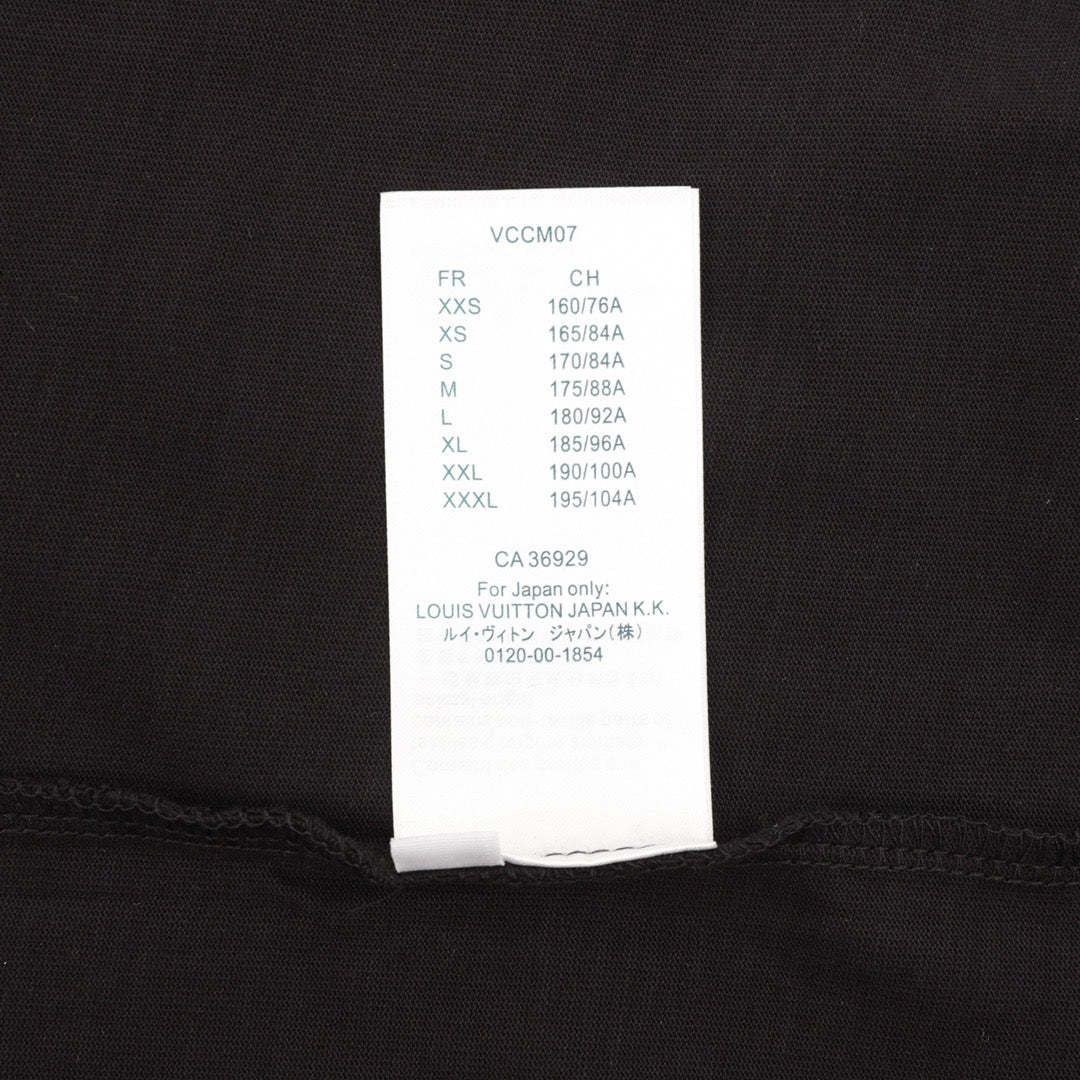 VCCM07
FR CH
XXS 160/76A
XS 165/84A
S 170/84A
M 175/88A
L 180/92A
XL 185/96A
XXL 190/100A
XXXL 195/104A
CA 36929
For Japan only:
LOUIS VUITTON JAPAN K.K.
ルイ・ヴィトン ジャパン(株)
0120-00-1854